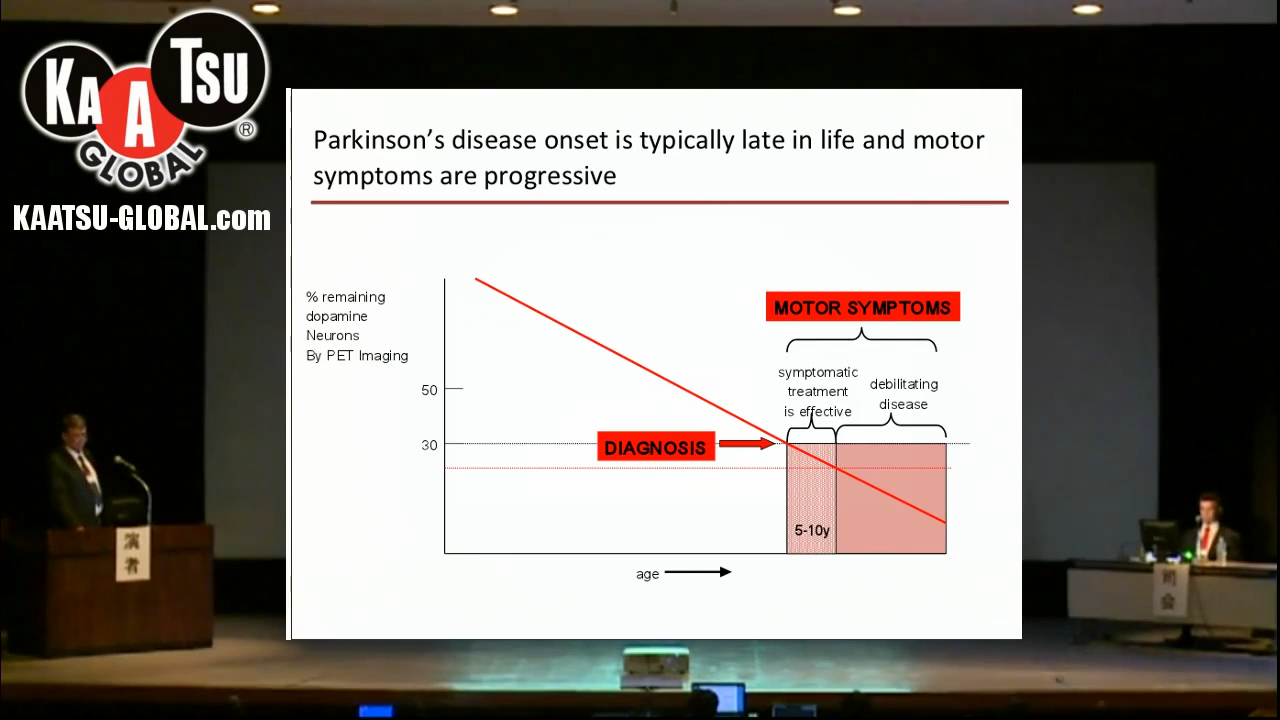 KAATSU
GLOBAL®
KAATSU-GLOBAL.com
Parkinson’s disease onset is typically late in life and motor
symptoms are progressive
% remaining
dopamine
Neurons
By PET Imaging
50
30
MOTOR SYMPTOMS
symptomatic
treatment
is effective
debilitating
disease
DIAGNOSIS
5-10y
age
演
者
司
会